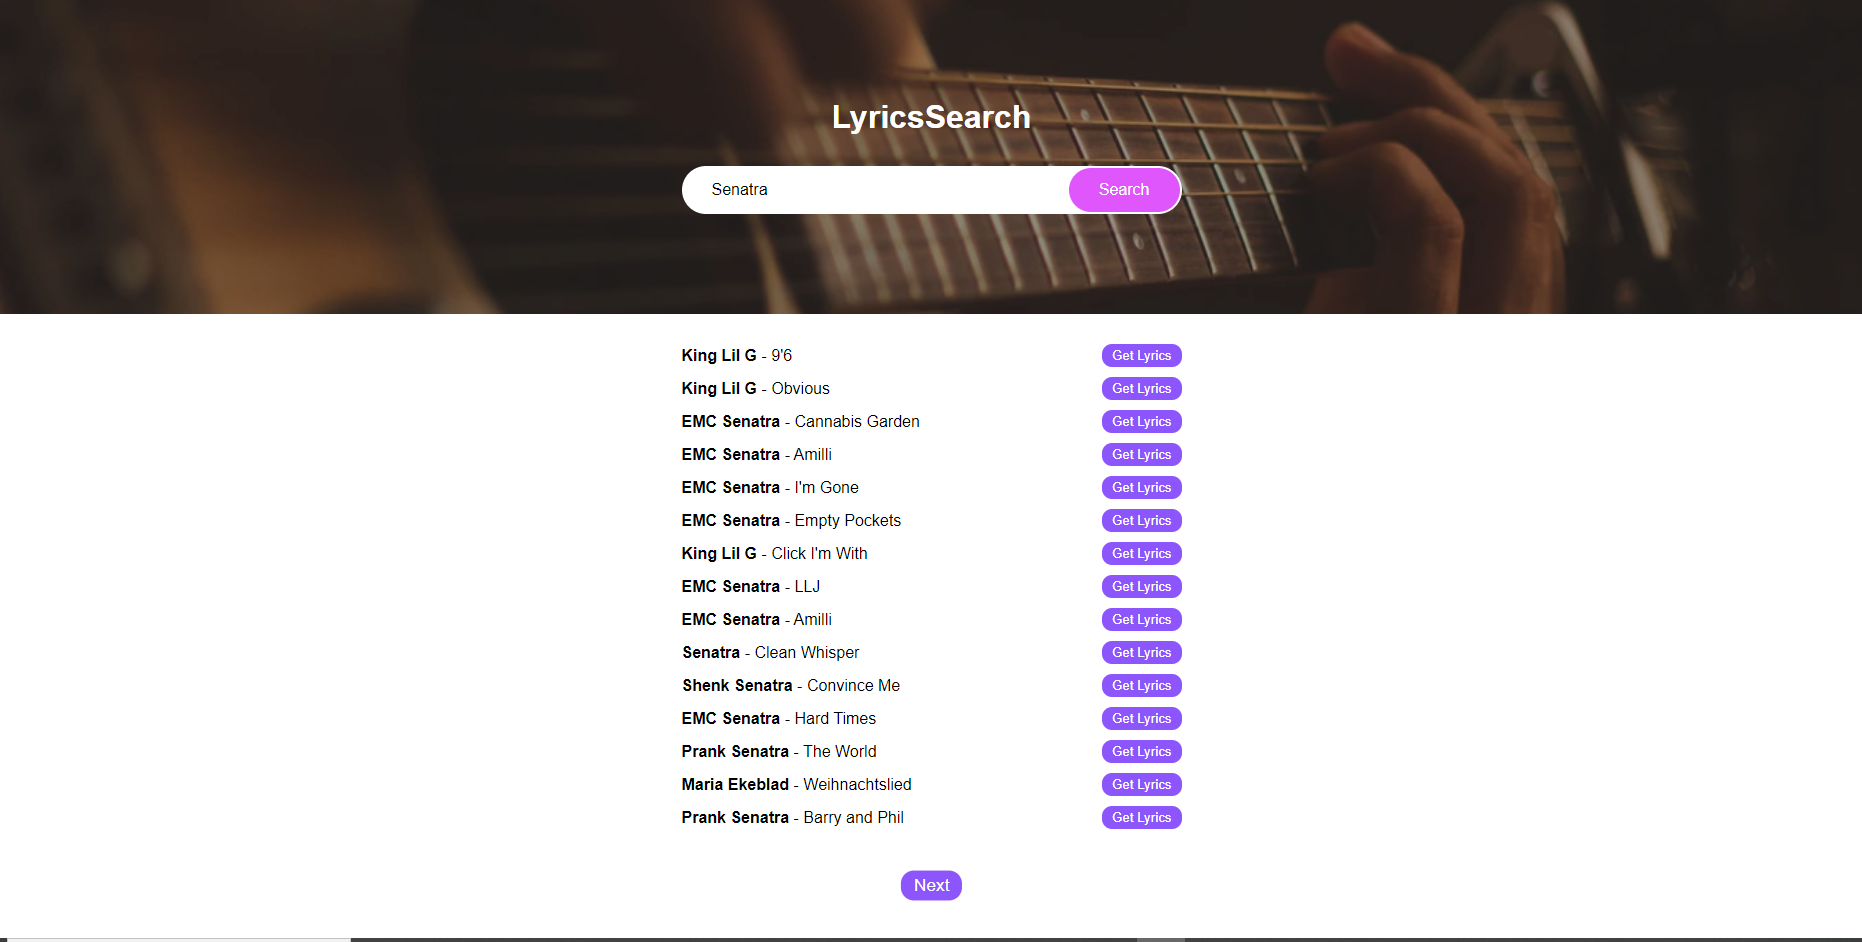 LyricsSearch
Senatra Search
King Lil G - 9'6 Get Lyrics
King Lil G - Obvious Get Lyrics
EMC Senatra - Cannabis Garden Get Lyrics
EMC Senatra - Amilli Get Lyrics
EMC Senatra - I'm Gone Get Lyrics
EMC Senatra - Empty Pockets Get Lyrics
King Lil G - Click I'm With Get Lyrics
EMC Senatra - LLJ Get Lyrics
EMC Senatra - Amilli Get Lyrics
Senatra - Clean Whisper Get Lyrics
Shenk Senatra - Convince Me Get Lyrics
EMC Senatra - Hard Times Get Lyrics
Prank Senatra - The World Get Lyrics
Maria Ekeblad - Weihnachtslied Get Lyrics
Prank Senatra - Barry and Phil Get Lyrics
Next